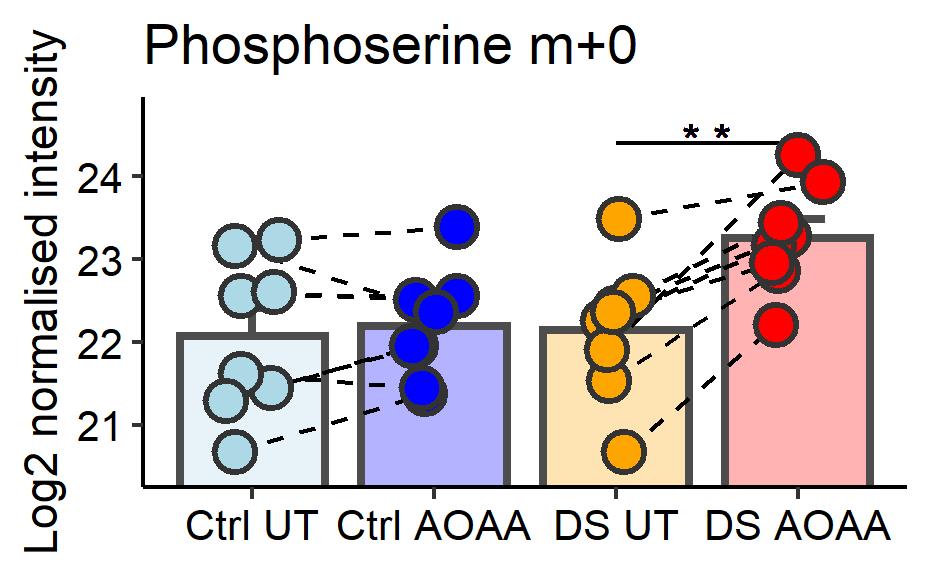 Phosphoserine m+0
Log2 normalised intensity
**
24
23
22
21
Ctrl UT Ctrl AOAA DS UT DS AOAA